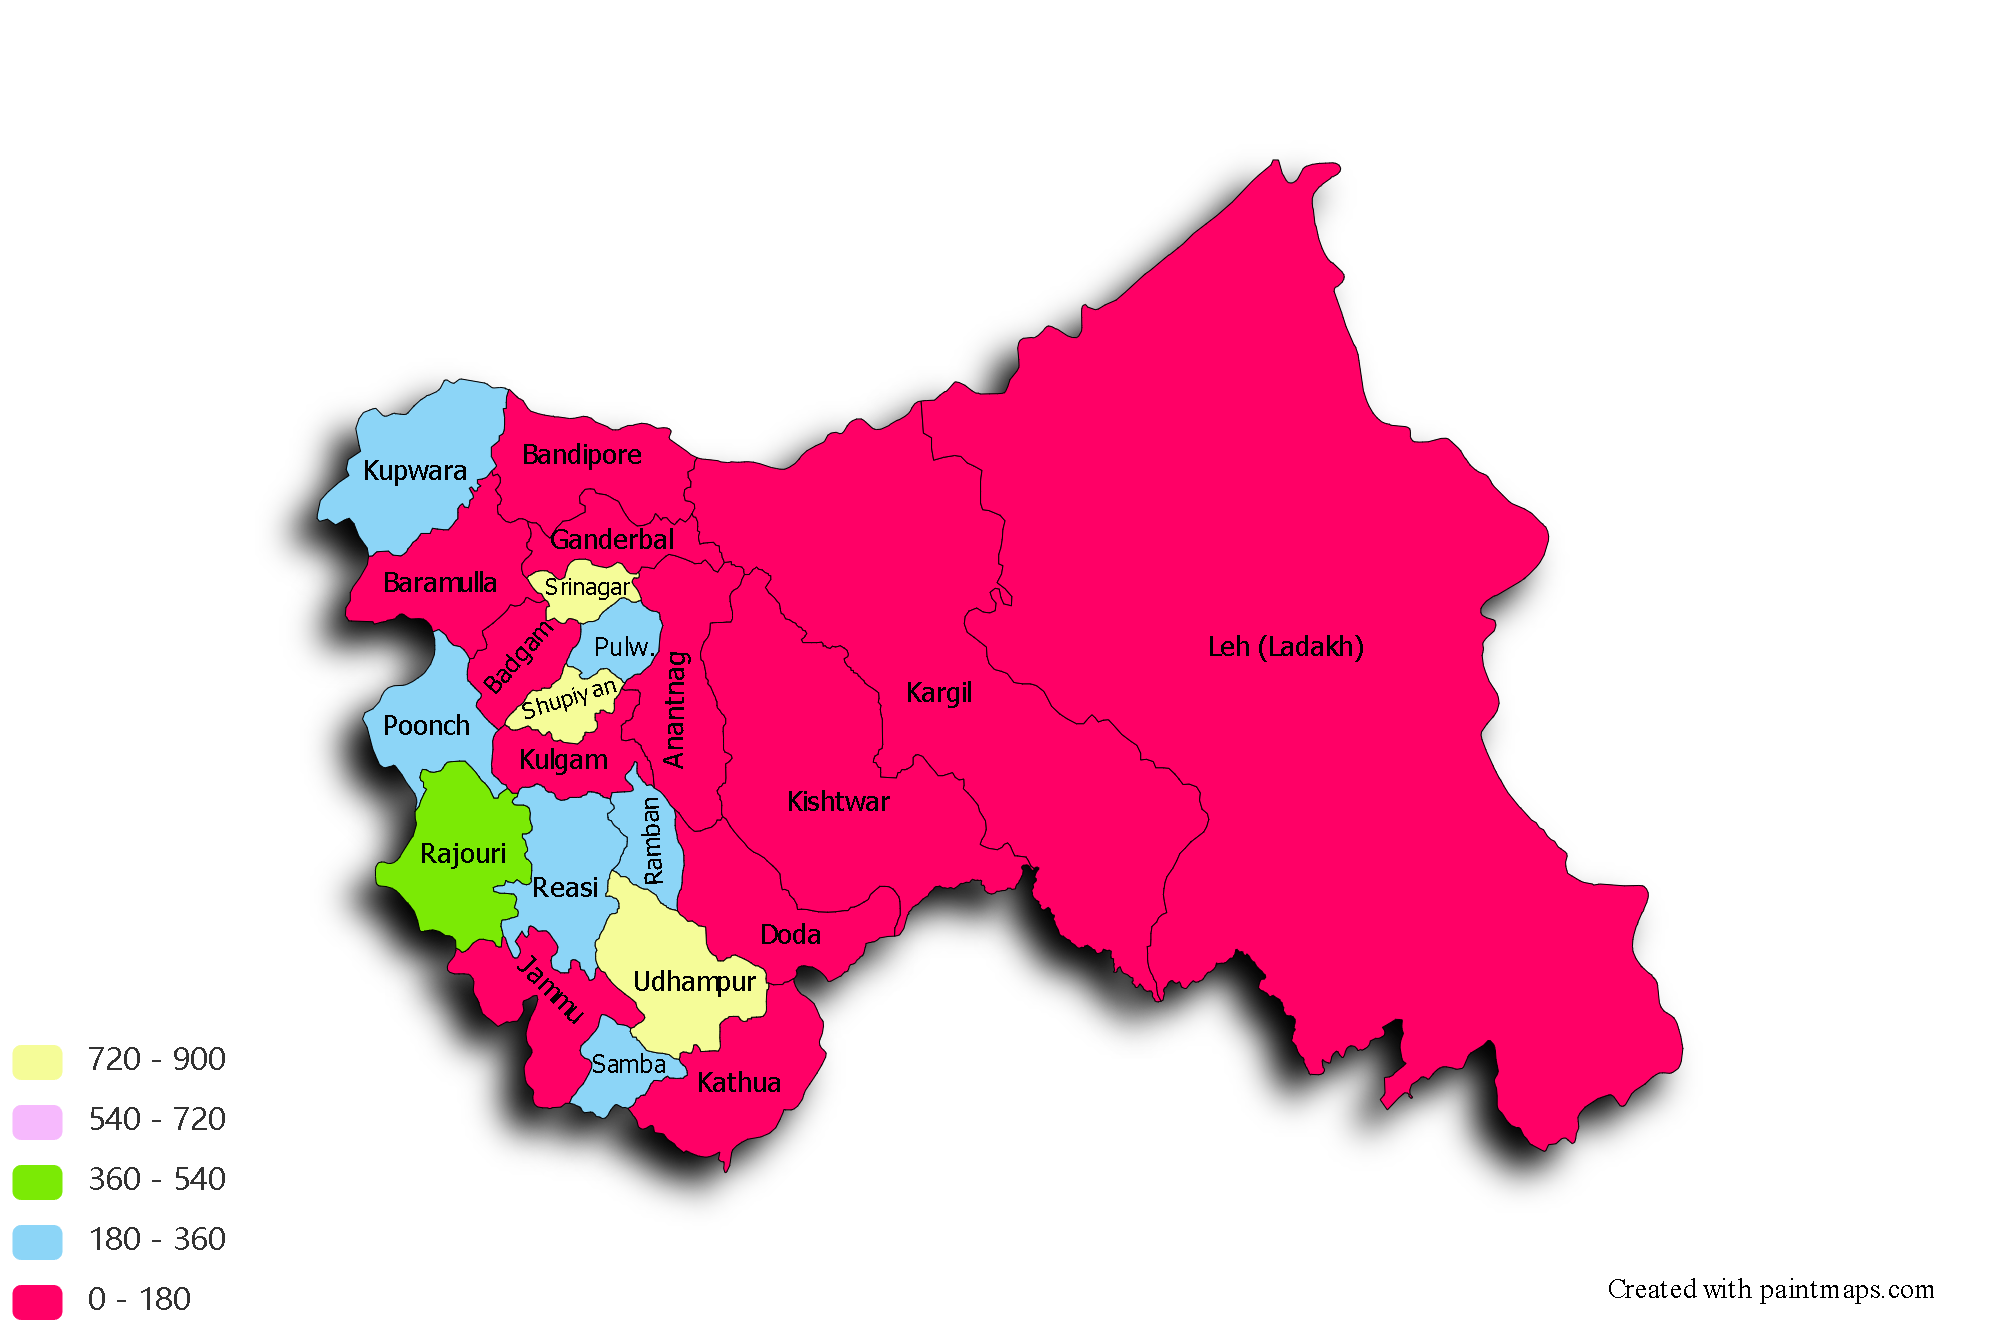 Kupwara
Bandipore
Ganderbal
Baramulla
Srinagar
Badgam
Pulw.
Leh (Ladakh)
Shupiyan
Anantnag
Kargil
Poonch
Kulgam
Kishtwar
Rajouri
Ramban
Reasi
Doda
Jammu
Udhampur
Samba
Kathua
720 - 900
540 - 720
360 - 540
180 - 360
0 - 180
Created with paintmaps.com